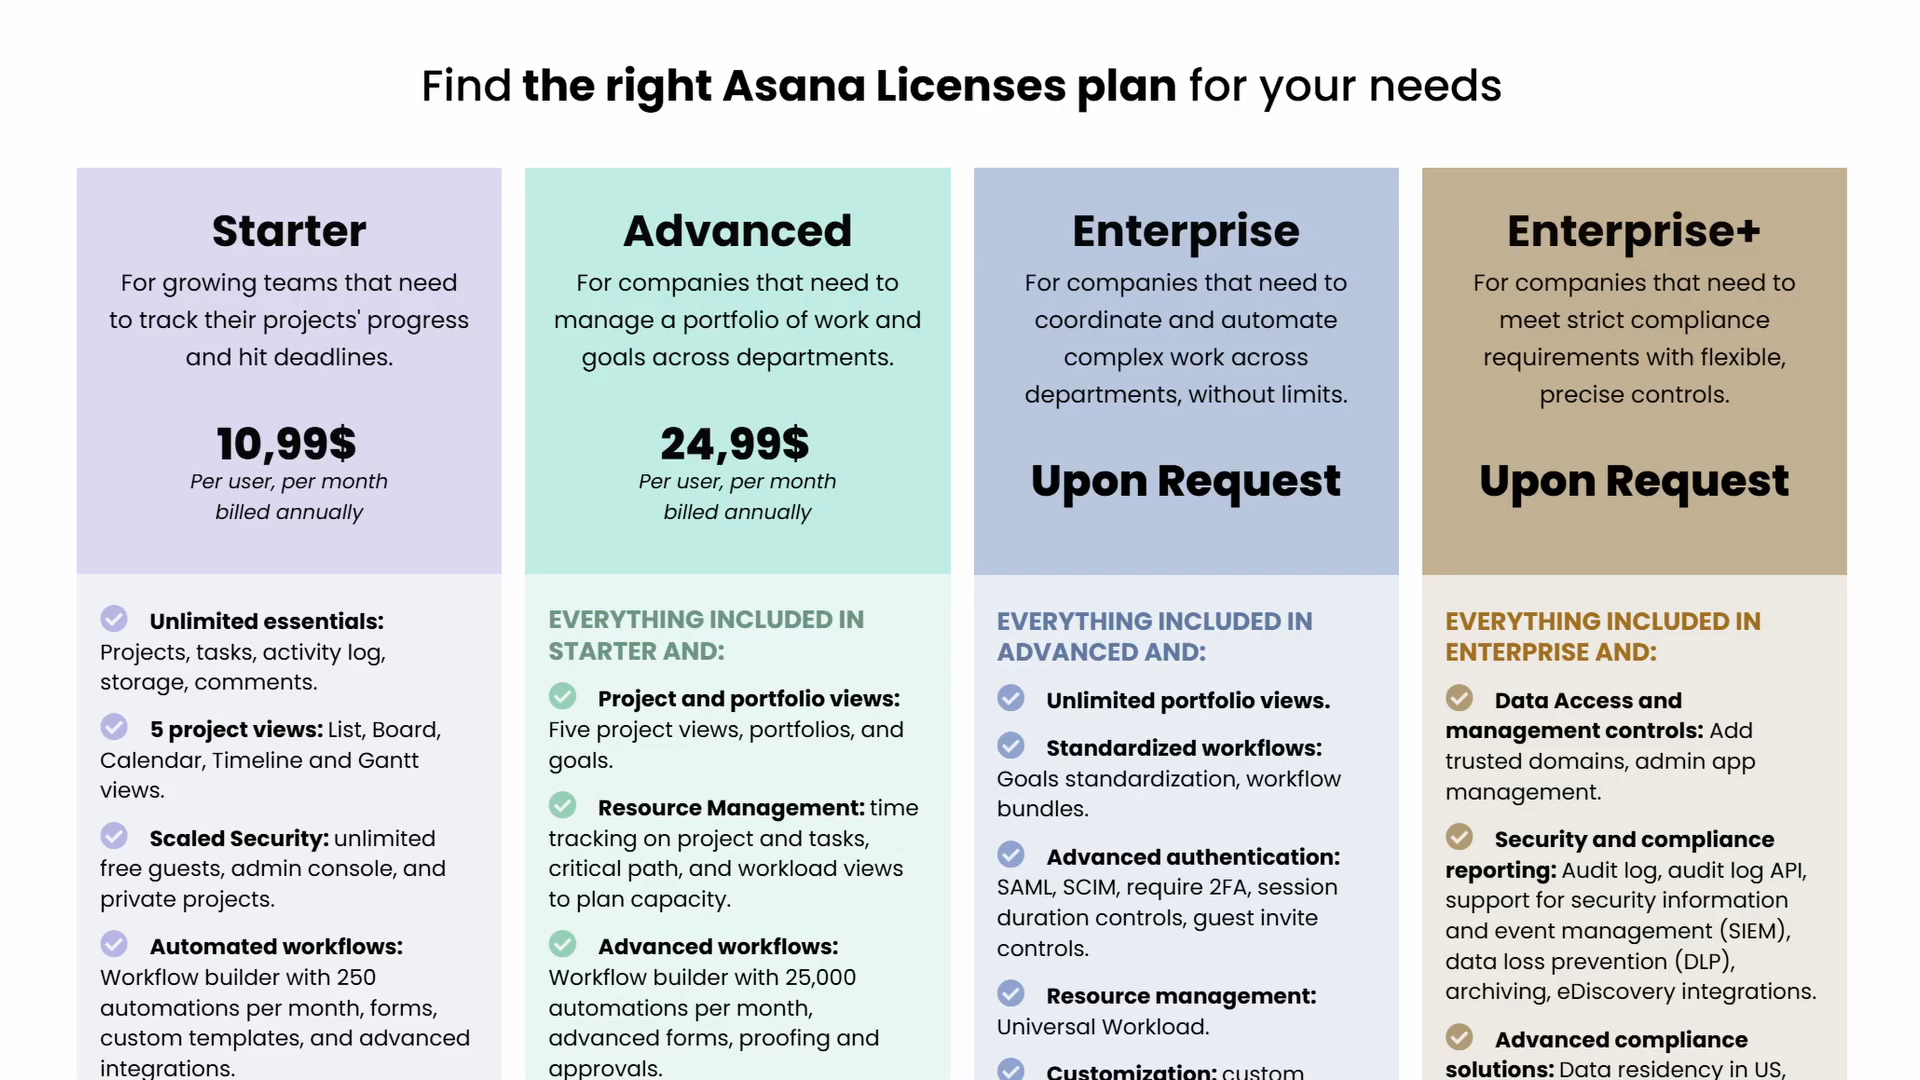 Find the right Asana Licenses plan for your needs
Starter
For growing teams that need
to track their projects' progress
and hit deadlines.
10,99$
Per user, per month
billed annually
Unlimited essentials:
Projects, tasks, activity log,
storage, comments.
5 project views: List, Board,
Calendar, Timeline and Gantt
views.
Scaled Security: unlimited
free guests, admin console, and
private projects.
Automated workflows:
Workflow builder with 250
automations per month, forms,
custom templates, and advanced
integrations.
Advanced
For companies that need to
manage a portfolio of work and
goals across departments.
24,99$
Per user, per month
billed annually
EVERYTHING INCLUDED IN
STARTER AND:
Project and portfolio views:
Five project views, portfolios, and
goals.
Resource Management: time
tracking on project and tasks,
critical path, and workload views
to plan capacity.
Advanced workflows:
Workflow builder with 25,000
automations per month,
advanced forms, proofing and
approvals.
Enterprise
For companies that need to
coordinate and automate
complex work across
departments, without limits.
Upon Request
EVERYTHING INCLUDED IN
ADVANCED AND:
Unlimited portfolio views.
Standardized workflows:
Goals standardization, workflow
bundles.
Advanced authentication:
SAML, SCIM, require 2FA, session
duration controls, guest invite
controls.
Resource management:
Universal Workload.
Customization: custom
Enterprise+
For companies that need to
meet strict compliance
requirements with flexible,
precise controls.
Upon Request
EVERYTHING INCLUDED IN
ENTERPRISE AND:
Data Access and
management controls: Add
trusted domains, admin app
management.
Security and compliance
reporting: Audit log, audit log API,
support for security information
and event management (SIEM),
data loss prevention (DLP),
archiving, eDiscovery integrations.
Advanced compliance
solutions: Data residency in US,